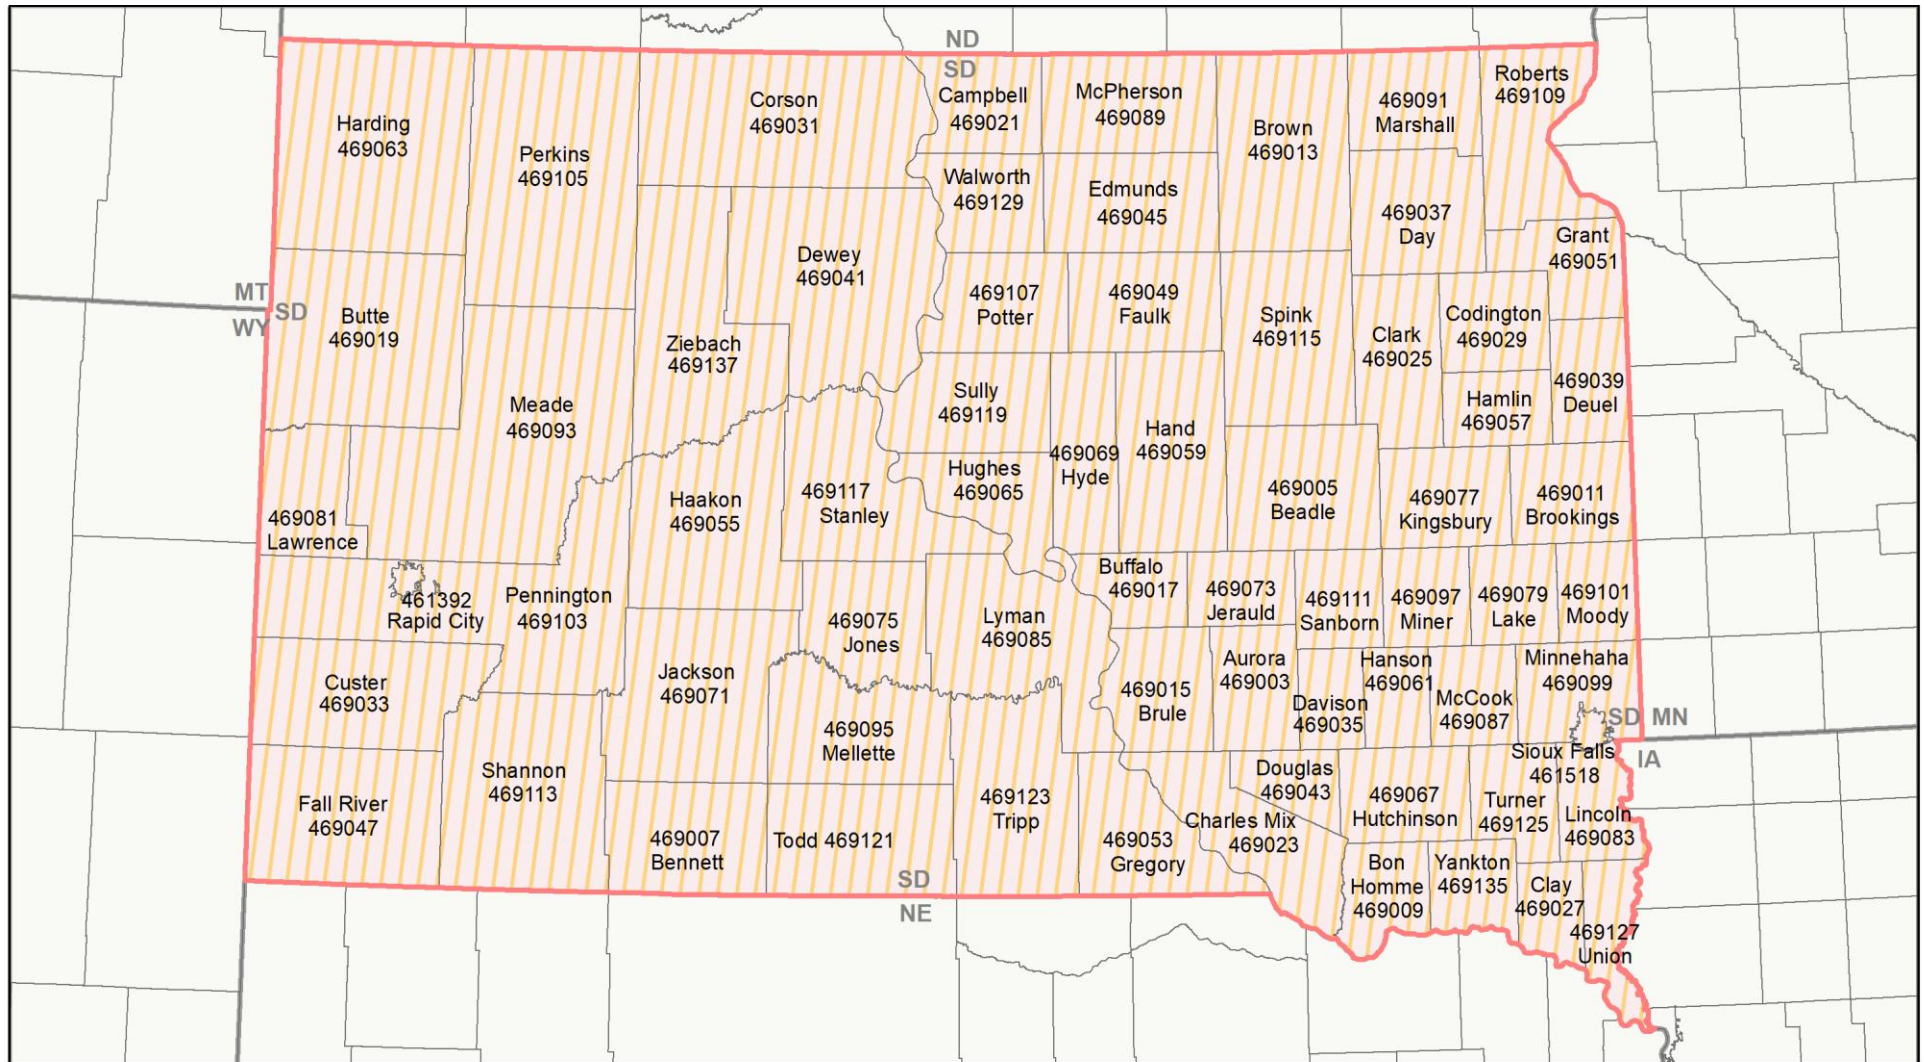 ND
SD
Harding
469063
Perkins
469105
Corson
469031
Campbell
469021
McPherson
469089
Brown
469013
469091
Marshall
Roberts
469109
Walworth
469129
Edmunds
469045
469037
Day
Grant
469051
Dewey
469041
MT
SD
WY
Butte
469019
Ziebach
469137
469107
Potter
469049
Faulk
Spink
469115
Clark
469025
Codington
469029
469039
Deuel
Meade
469093
Sully
469119
Hamlin
469057
Hand
469059
469069
Hyde
Hughes
469065
469081
Lawrence
Haakon
469055
469117
Stanley
469005
Beadle
469077
Kingsbury
469011
Brookings
461392
Rapid City
Pennington
469103
469075
Jones
Lyman
469085
Buffalo
469017
469073
Jerauld
469111
Sanborn
469097
Miner
469079
Lake
469101
Moody
Custer
469033
Jackson
469071
469095
Mellette
469015
Brule
Aurora
469003
Davison
469035
Hanson
469061
McCook
469087
Minnehaha
469099
SD
MN
IA
Fall River
469047
Shannon
469113
469007
Bennett
Todd 469121
469123
Tripp
469053
Gregory
Charles Mix
469023
Douglas
469043
469067
Hutchinson
Turner
469125
Sioux Falls
461518
Lincoln
469083
Bon
Homme
469009
Yankton
469135
Clay
469027
469127
Union
SD
NE